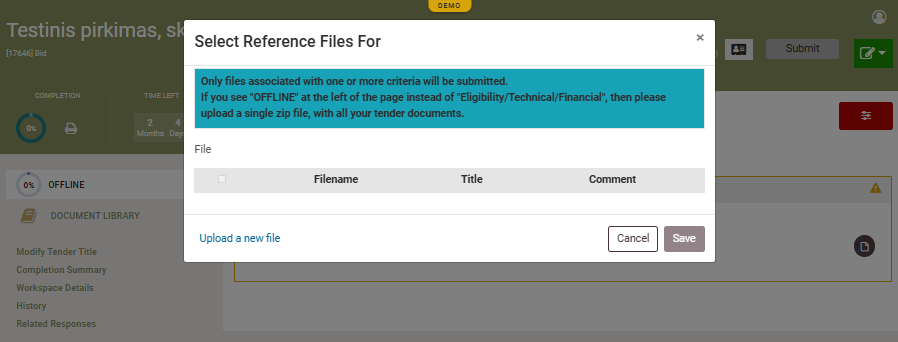 DEMO
Testinis pirkimas, sk
[17646] Bid
Submit
COMPLETION
TIME LEFT
0%
2
4
Months
Days
0%
OFFLINE
DOCUMENT LIBRARY
Modify Tender Title
Completion Summary
Workspace Details
History
Related Responses
Select Reference Files For
×
Only files associated with one or more criteria will be submitted.
If you see "OFFLINE" at the left of the page instead of "Eligibility/Technical/Financial", then please
upload a single zip file, with all your tender documents.
File
Filename Title Comment
Upload a new file
Cancel
Save